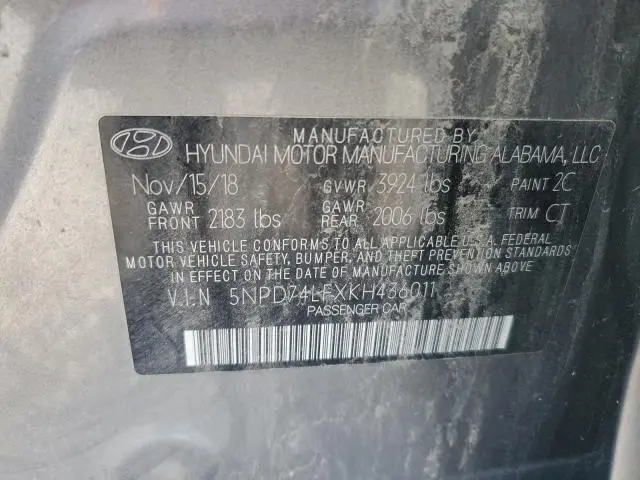 MANUFACTURED BY
HYUNDAI MOTOR MANUFACTURING ALABAMA, LLC
Nov/15/18 GVWR 3924 lbs PAINT 2C
GAWR FRONT 2183 lbs GAWR REAR 2006 lbs TRIM CT
THIS VEHICLE CONFORMS TO ALL APPLICABLE U.S.A. FEDERAL
MOTOR VEHICLE SAFETY, BUMPER, AND THEFT PREVENTION STANDARDS
IN EFFECT ON THE DATE OF MANUFACTURE SHOWN ABOVE
V.I.N 5NPD74LFXKH436011
PASSENGER CAR